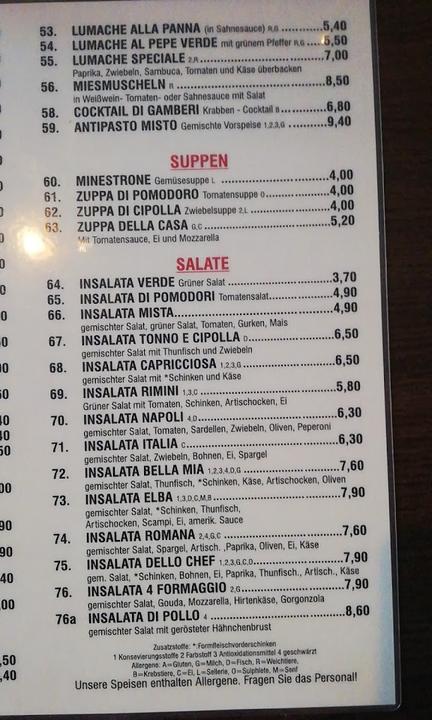 53. LUMACHE ALLA PANNA (in Sahnesauce) R,G ...... 5,40
54. LUMACHE AL PEPE VERDE mit grünem Pfeffer R,G .... 5,50
55. LUMACHE SPECIALE 2,R ...... 7,00
Paprika, Zwiebeln, Sambuca, Tomaten und Käse überbacken
56. MIESMUSCHELN R ...... 8,50
in Weißwein- Tomaten- oder Sahnesauce mit Salat
58. COCKTAIL DI GAMBERI Krabben - Cocktail B ...... 6,80
59. ANTIPASTO MISTO Gemischte Vorspeise 1,2,3,G ...... 9,40
SUPPEN
60. MINESTRONE Gemüsesuppe L ...... 4,00
61. ZUPPA DI POMODORO Tomatensuppe O ...... 4,00
62. ZUPPA DI CIPOLLA Zwiebelsuppe 2,L ...... 4,00
63. ZUPPA DELLA CASA G,C ...... 5,20
Mit Tomatensauce, Ei und Mozzarella
SALATE
64. INSALATA VERDE Grüner Salat ...... 3,70
65. INSALATA DI POMODORI Tomatensalat ...... 4,90
66. INSALATA MISTA ...... 4,90
gemischter Salat, grüner Salat, Tomaten, Gurken, Mais
67. INSALATA TONNO E CIPOLLA D ...... 6,50
gemischter Salat mit Thunfisch und Zwiebeln
68. INSALATA CAPRICCIOSA 1,2,3,G ...... 6,50
gemischter Salat mit *Schinken und Käse
69. INSALATA RIMINI 1,3,C ...... 5,80
Grüner Salat mit Tomaten, Schinken, Artischocken, Ei
70. INSALATA NAPOLI 4,D ...... 6,30
gemischter Salat, Tomaten, Sardellen, Zwiebeln, Oliven, Peperoni
71. INSALATA ITALIA C ...... 6,30
gemischter Salat, Zwiebeln, Bohnen, Ei, Spargel
72. INSALATA BELLA MIA 1,2,3,4,D,G ...... 7,60
gemischter Salat, Thunfisch, *Schinken, Käse, Artischocken, Oliven
73. INSALATA ELBA 1,3,D,C,M,B ...... 7,90
gemischter Salat, *Schinken, Thunfisch,
Artischocken, Scampi, Ei, amerik. Sauce
74. INSALATA ROMANA 2,4,G,C ...... 7,60
gemischter Salat, Spargel, Artisch. ,Paprika, Oliven, Ei, Käse
75. INSALATA DELLO CHEF 1,2,3,G,C,D ...... 7,90
gem. Salat, *Schinken, Bohnen, Ei, Paprika, Thunfisch., Artisch., Käse
76. INSALATA 4 FORMAGGIO 2,G ...... 7,90
gemischter Salat, Gouda, Mozzarella, Hirtenkäse, Gorgonzola
76a INSALATA DI POLLO 4 ...... 8,60
gemischter Salat mit gerösteter Hähnchenbrust
Zusatzstoffe: *Formfleischvorderschinken
1 Konsevierungsstoffe 2 Farbstoff 3 Antioxidationsmittel 4 geschwärzt
Allergene: A=Gluten, G=Milch, D=Fisch, R=Weichtiere,
B=Krebstiere, C=Ei, L=Sellerie, O=Sulphiete, M=Senf
Unsere Speisen enthalten Allergene. Fragen Sie das Personal!